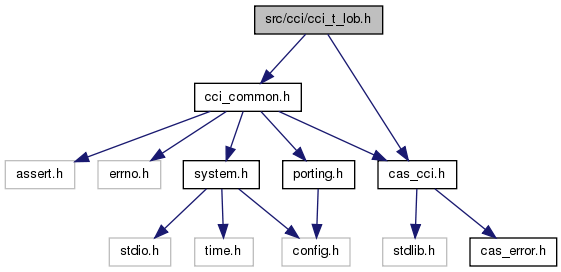 src/cci/cci_t_lob.h
cci_common.h
assert.h
errno.h
system.h
porting.h
cas_cci.h
stdio.h
time.h
config.h
stdlib.h
cas_error.h